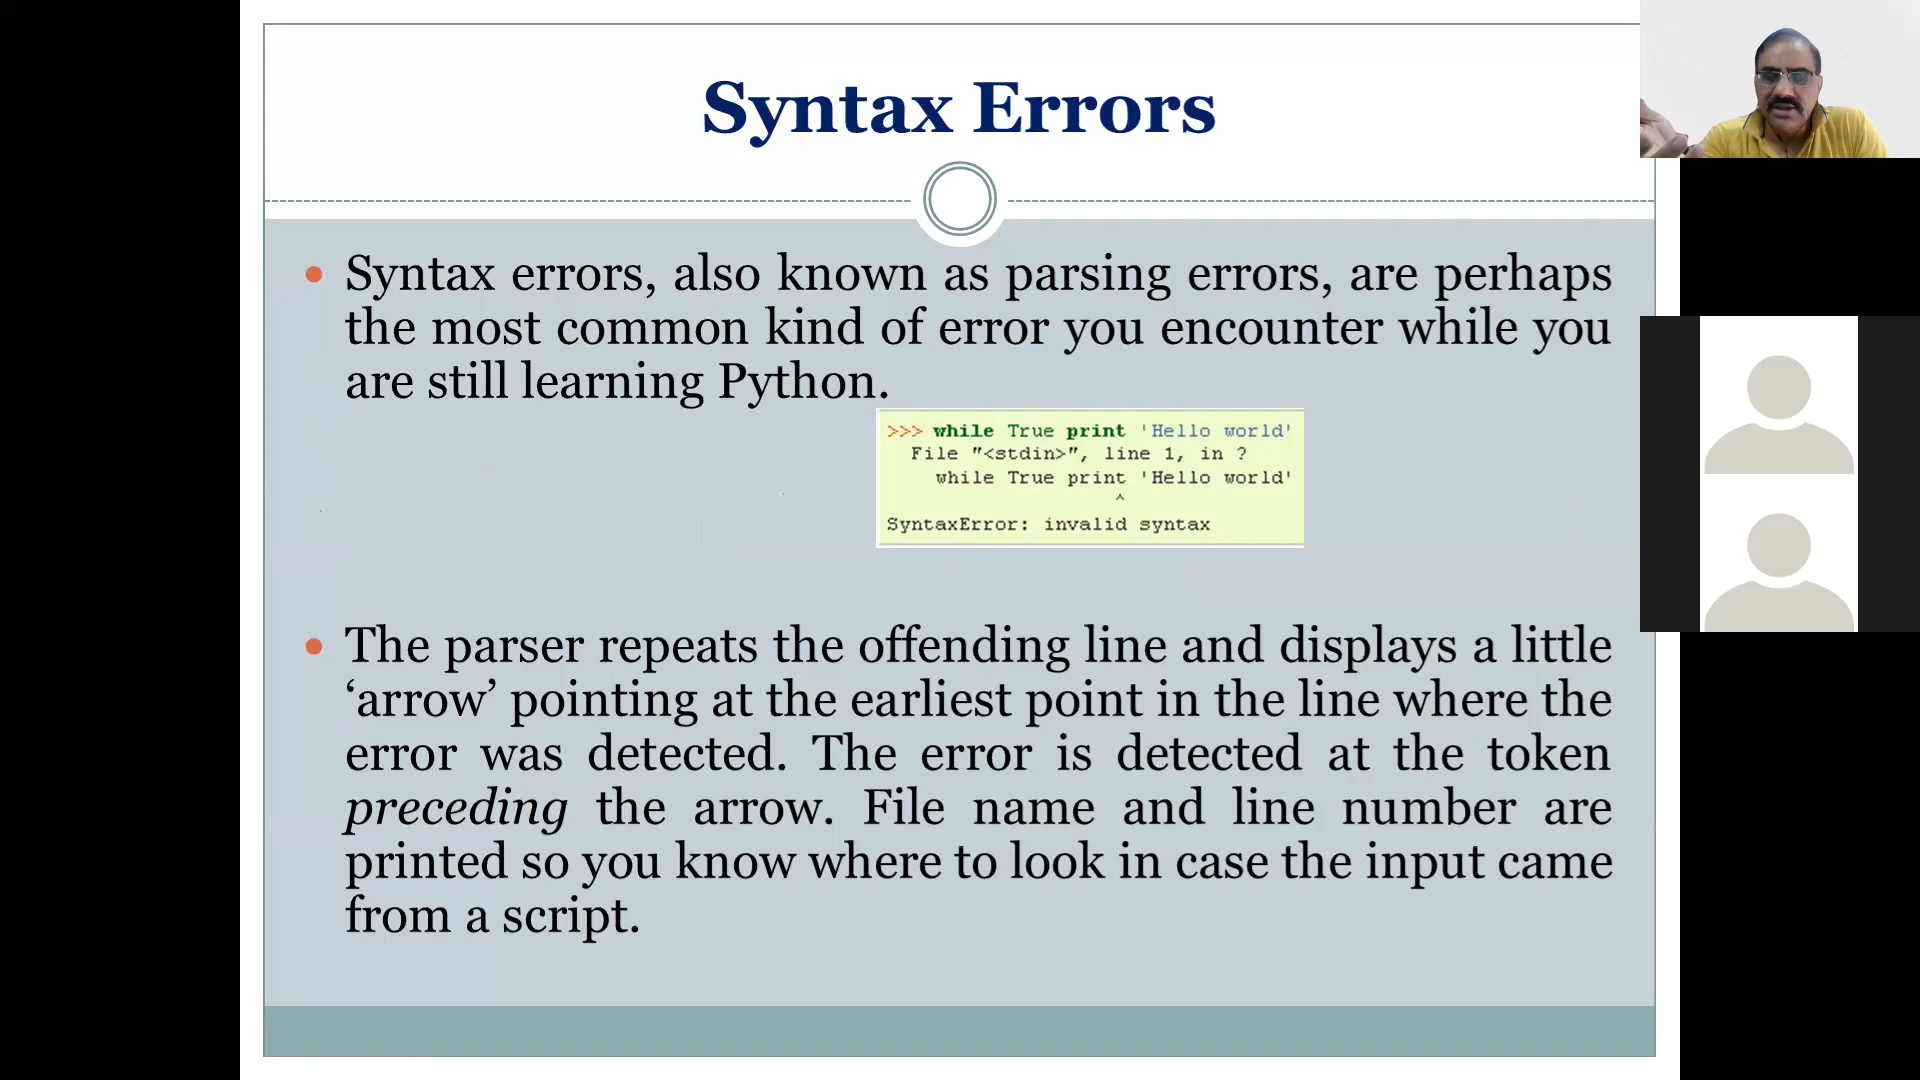 Syntax Errors
Syntax errors, also known as parsing errors, are perhaps
the most common kind of error you encounter while you
are still learning Python.
>>> while True print 'Hello world'
File "<stdin>", line 1, in ?
while True print 'Hello world'
^
SyntaxError: invalid syntax
The parser repeats the offending line and displays a little
‘arrow’ pointing at the earliest point in the line where the
error was detected. The error is detected at the token
preceding the arrow. File name and line number are
printed so you know where to look in case the input came
from a script.